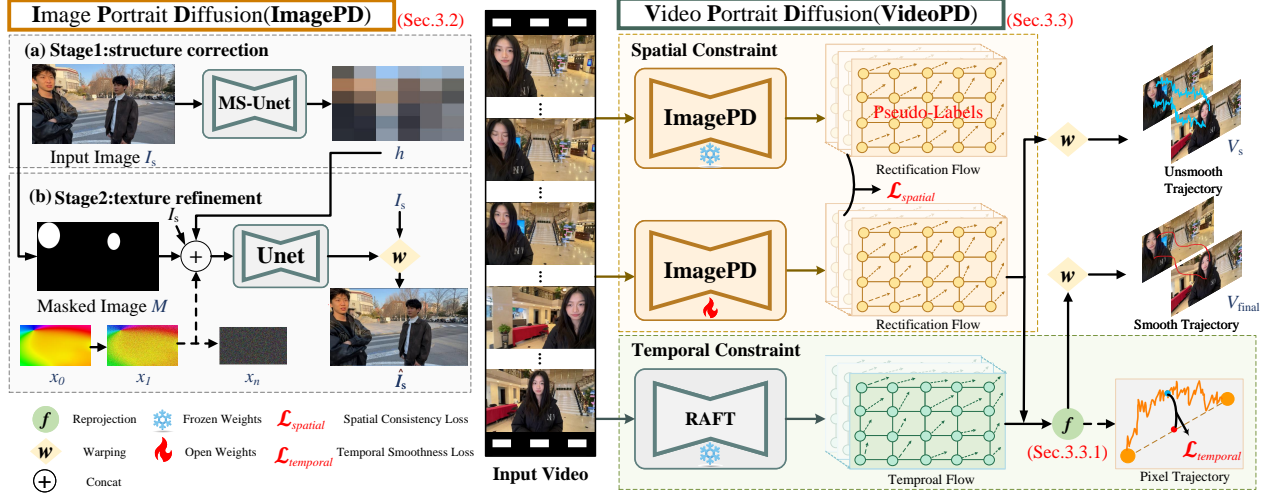 Image Portrait Diffusion(ImagePD)
(Sec.3.2)
(a) Stage1:structure correction
MS-Unet
Input Image Is
h
(b) Stage2:texture refinement
Is
Is
+
Unet
w
Masked Image M
x0
x1
xn
Îs
f
Reprojection
Frozen Weights
ℒspatial
Spatial Consistency Loss
w
Warping
Open Weights
ℒtemporal
Temporal Smoothness Loss
+
Concat
Input Video
Video Portrait Diffusion(VideoPD)
(Sec.3.3)
Spatial Constraint
ImagePD
Pseudo-Labels
Rectification Flow
ℒspatial
ImagePD
Rectification Flow
w
Vs
Unsmooth
Trajectory
w
Vfinal
Smooth Trajectory
Temporal Constraint
RAFT
Temproal Flow
f
(Sec.3.3.1)
ℒtemporal
Pixel Trajectory